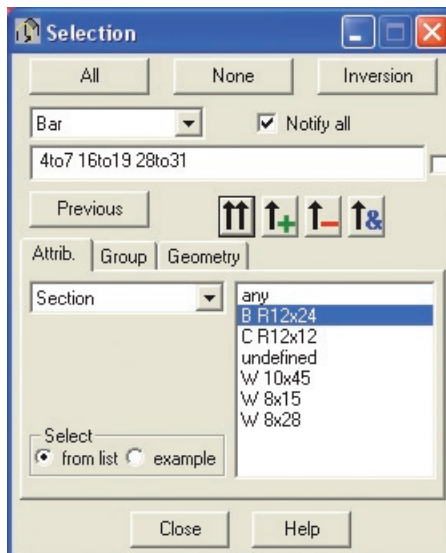 Selection
All None Inversion
Bar Notify all
4to7 16to19 28to31
Previous
Attrib. Group Geometry
Section
any
B R12x24
C R12x12
undefined
W 10x45
W 8x15
W 8x28
Select
from list example
Close Help